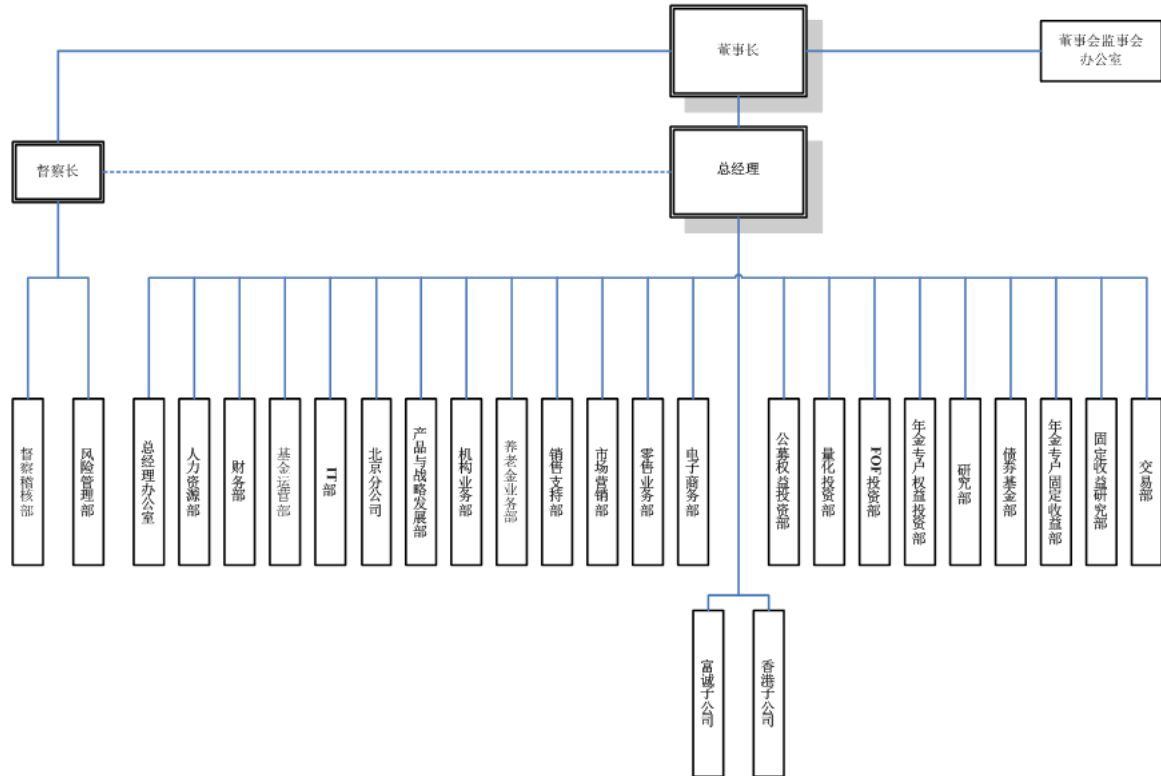 董事长
董事会监事会
办公室
督察长
总经理
督察稽核部
风险管理部
总经理办公室
人力资源部
财务部
基金运营部
IT部
北京分公司
产品与战略发展部
机构业务部
养老金业务部
销售支持部
市场营销部
零售业务部
电子商务部
公募权益投资部
量化投资部
FOF投资部
年金专户权益投资部
研究部
债券基金部
年金专户固定收益部
固定收益研究部
交易部
富诚子公司
香港子公司